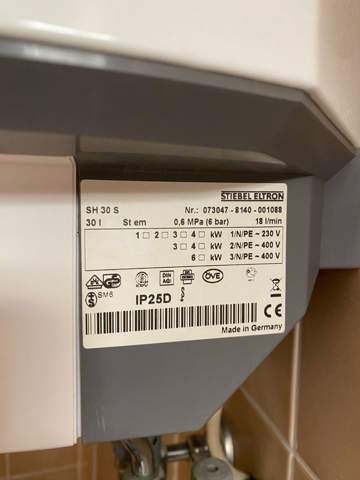 STIEBEL ELTRON
SH 30 S Nr.: 073047 - 8140 - 001088
30 l St em 0,6 MPa (6 bar) 18 l/min
1 □ 2 □ 3 □ 4 □ kW 1/N/PE ~ 230 V
3 □ 4 □ kW 2/N/PE ~ 400 V
6 □ kW 3/N/PE ~ 400 V
DIN
OVE
IP25D
CE
Made in Germany